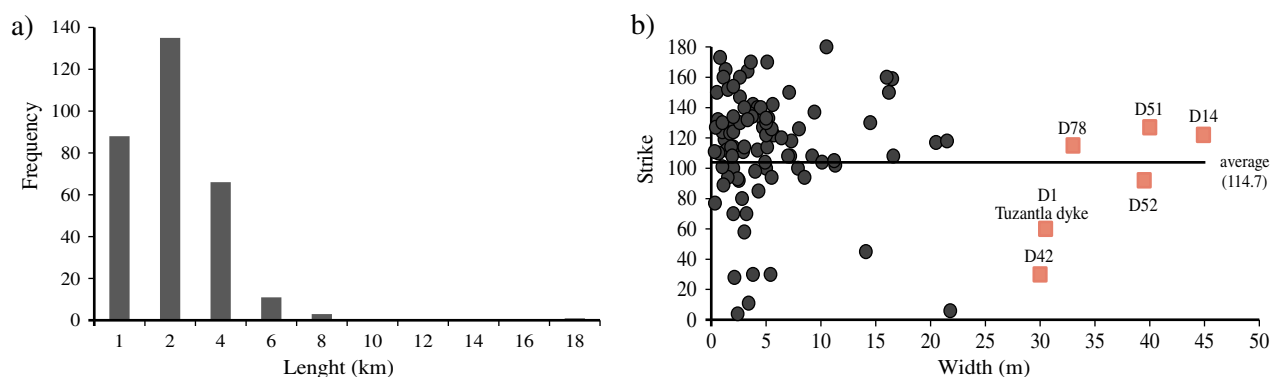 a)
Frequency
140
120
100
80
60
40
20
0
1 2 4 6 8 10 12 14 16 18
Lenght (km)
b)
Strike
180
160
140
120
100
80
60
40
20
0
D78
D51
D14
average
(114.7)
D52
D1
Tuzantla dyke
D42
0 5 10 15 20 25 30 35 40 45 50
Width (m)